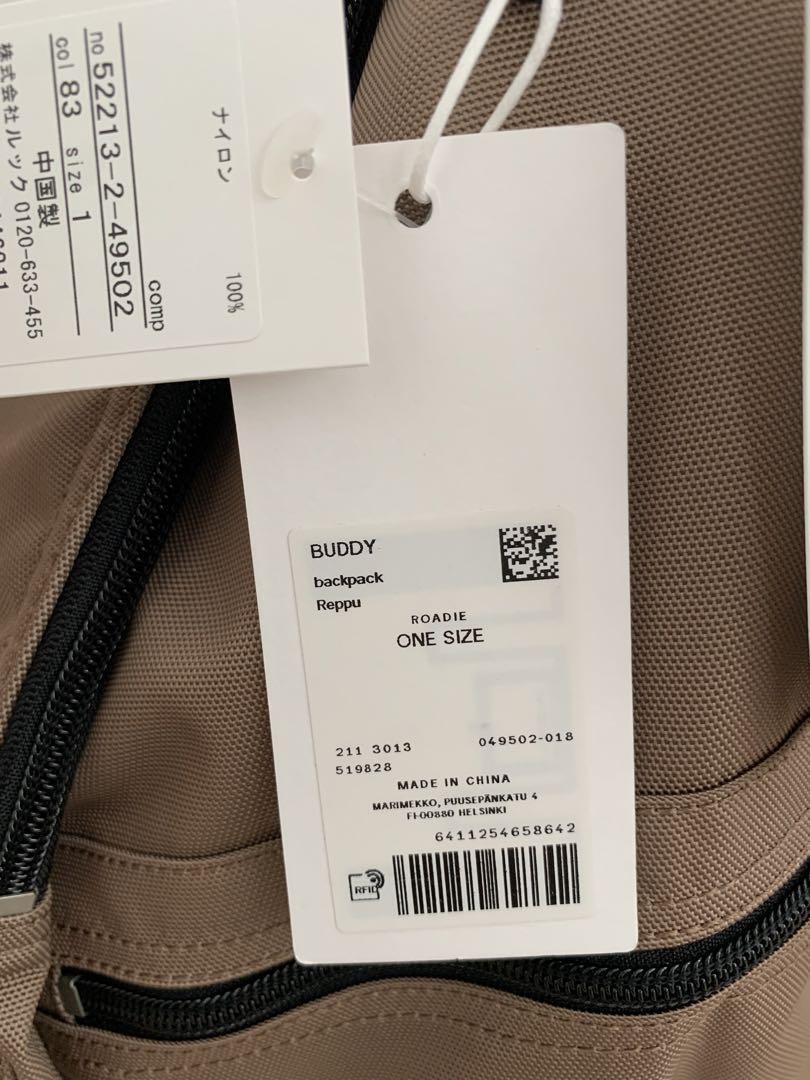 ナイロン 100%
comp
no 52213-2-49502
col 83 size 1
中国製
株式会社ルック 0120-633-455
BUDDY
backpack
Reppu
ROADIE
ONE SIZE
211 3013 049502-018
519828
MADE IN CHINA
MARIMEKKO, PUUSEPÄNKATU 4
FI-00880 HELSINKI
6411254658642
RFID